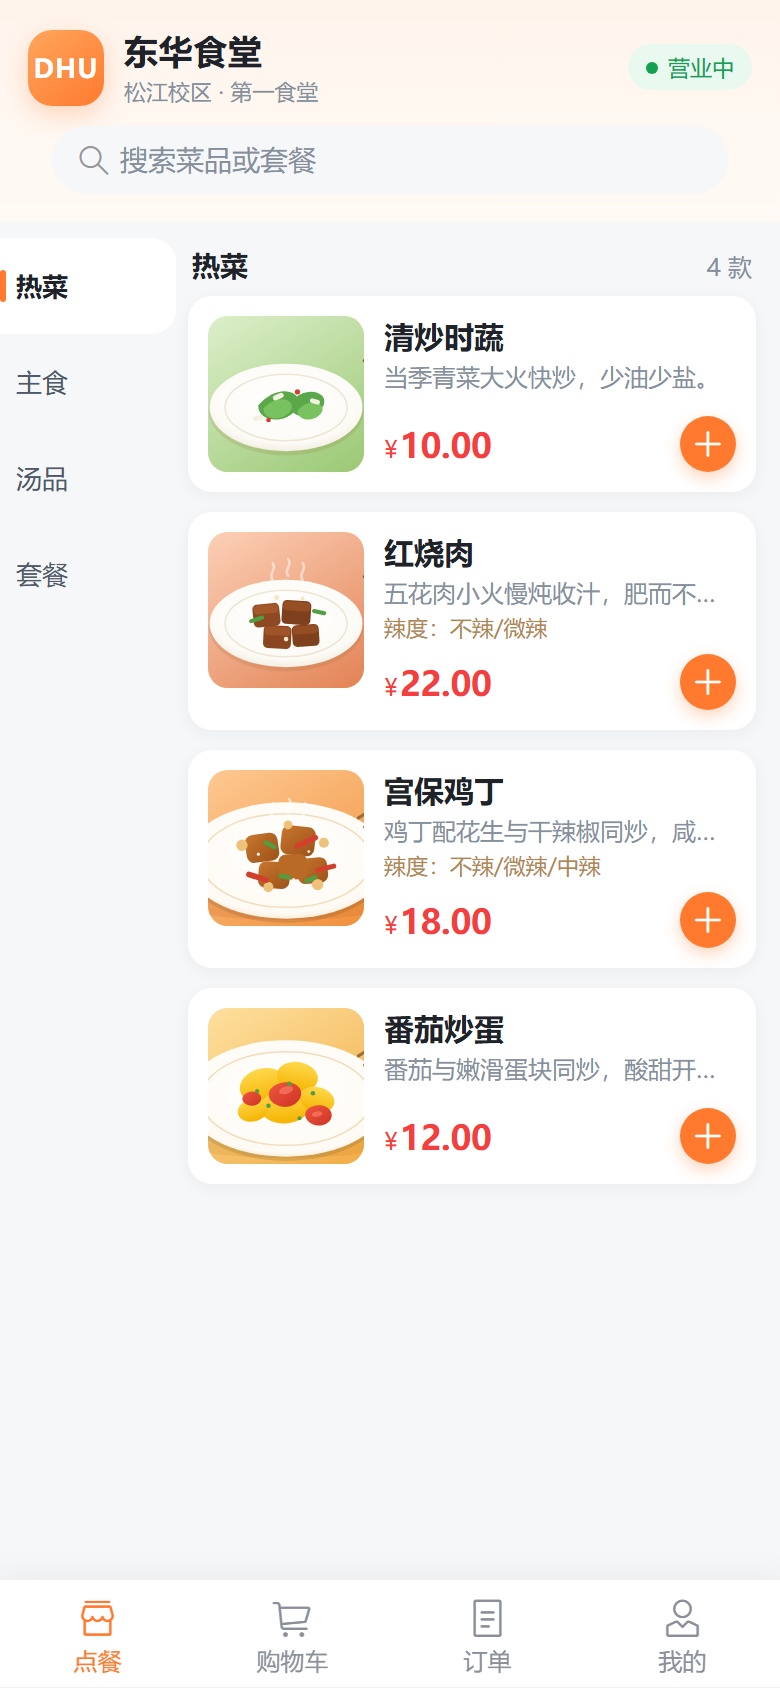 DHU
东华食堂
松江校区 · 第一食堂
营业中
搜索菜品或套餐
热菜
主食
汤品
套餐
热菜
4 款
清炒时蔬
当季青菜大火快炒，少油少盐。
¥10.00
红烧肉
五花肉小火慢炖收汁，肥而不...
辣度：不辣/微辣
¥22.00
宫保鸡丁
鸡丁配花生与干辣椒同炒，咸...
辣度：不辣/微辣/中辣
¥18.00
番茄炒蛋
番茄与嫩滑蛋块同炒，酸甜开...
¥12.00
点餐
购物车
订单
我的